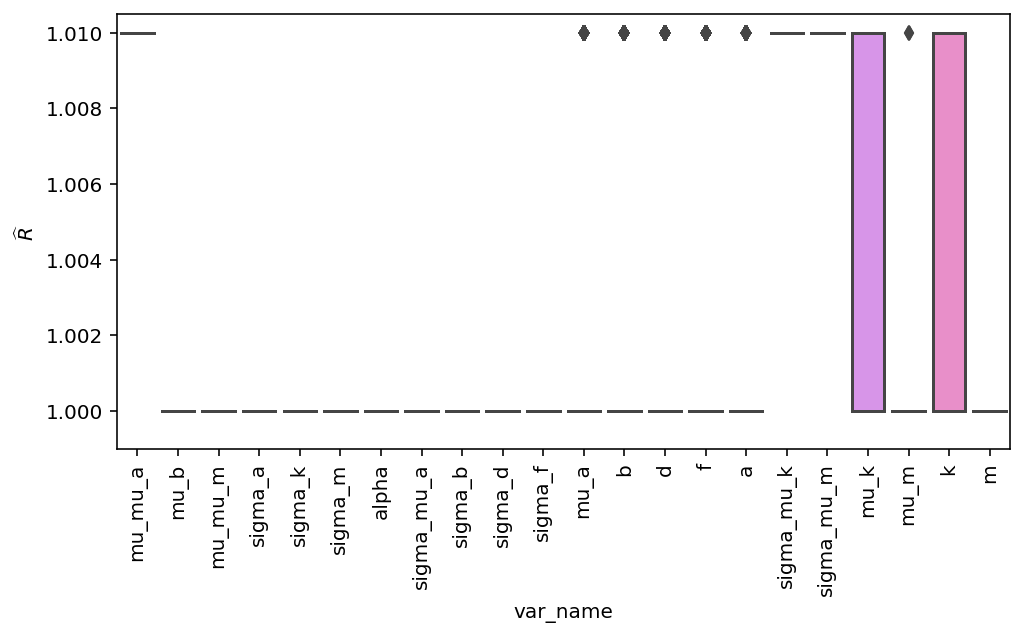 1.010
1.008
1.006
1.004
1.002
1.000
R̂
mu_mu_a
mu_b
mu_mu_m
sigma_a
sigma_k
sigma_m
alpha
sigma_mu_a
sigma_b
sigma_d
sigma_f
mu_a
b
d
f
a
sigma_mu_k
sigma_mu_m
mu_k
mu_m
k
m
var_name